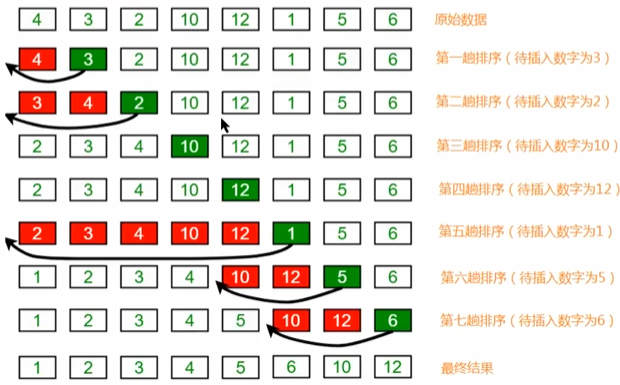 4 3 2 10 12 1 5 6 原始数据
4 3 2 10 12 1 5 6 第一趟排序（待插入数字为3）
3 4 2 10 12 1 5 6 第二趟排序（待插入数字为2）
2 3 4 10 12 1 5 6 第三趟排序（待插入数字为10）
2 3 4 10 12 1 5 6 第四趟排序（待插入数字为12）
2 3 4 10 12 1 5 6 第五趟排序（待插入数字为1）
1 2 3 4 10 12 5 6 第六趟排序（待插入数字为5）
1 2 3 4 5 10 12 6 第七趟排序（待插入数字为6）
1 2 3 4 5 6 10 12 最终结果